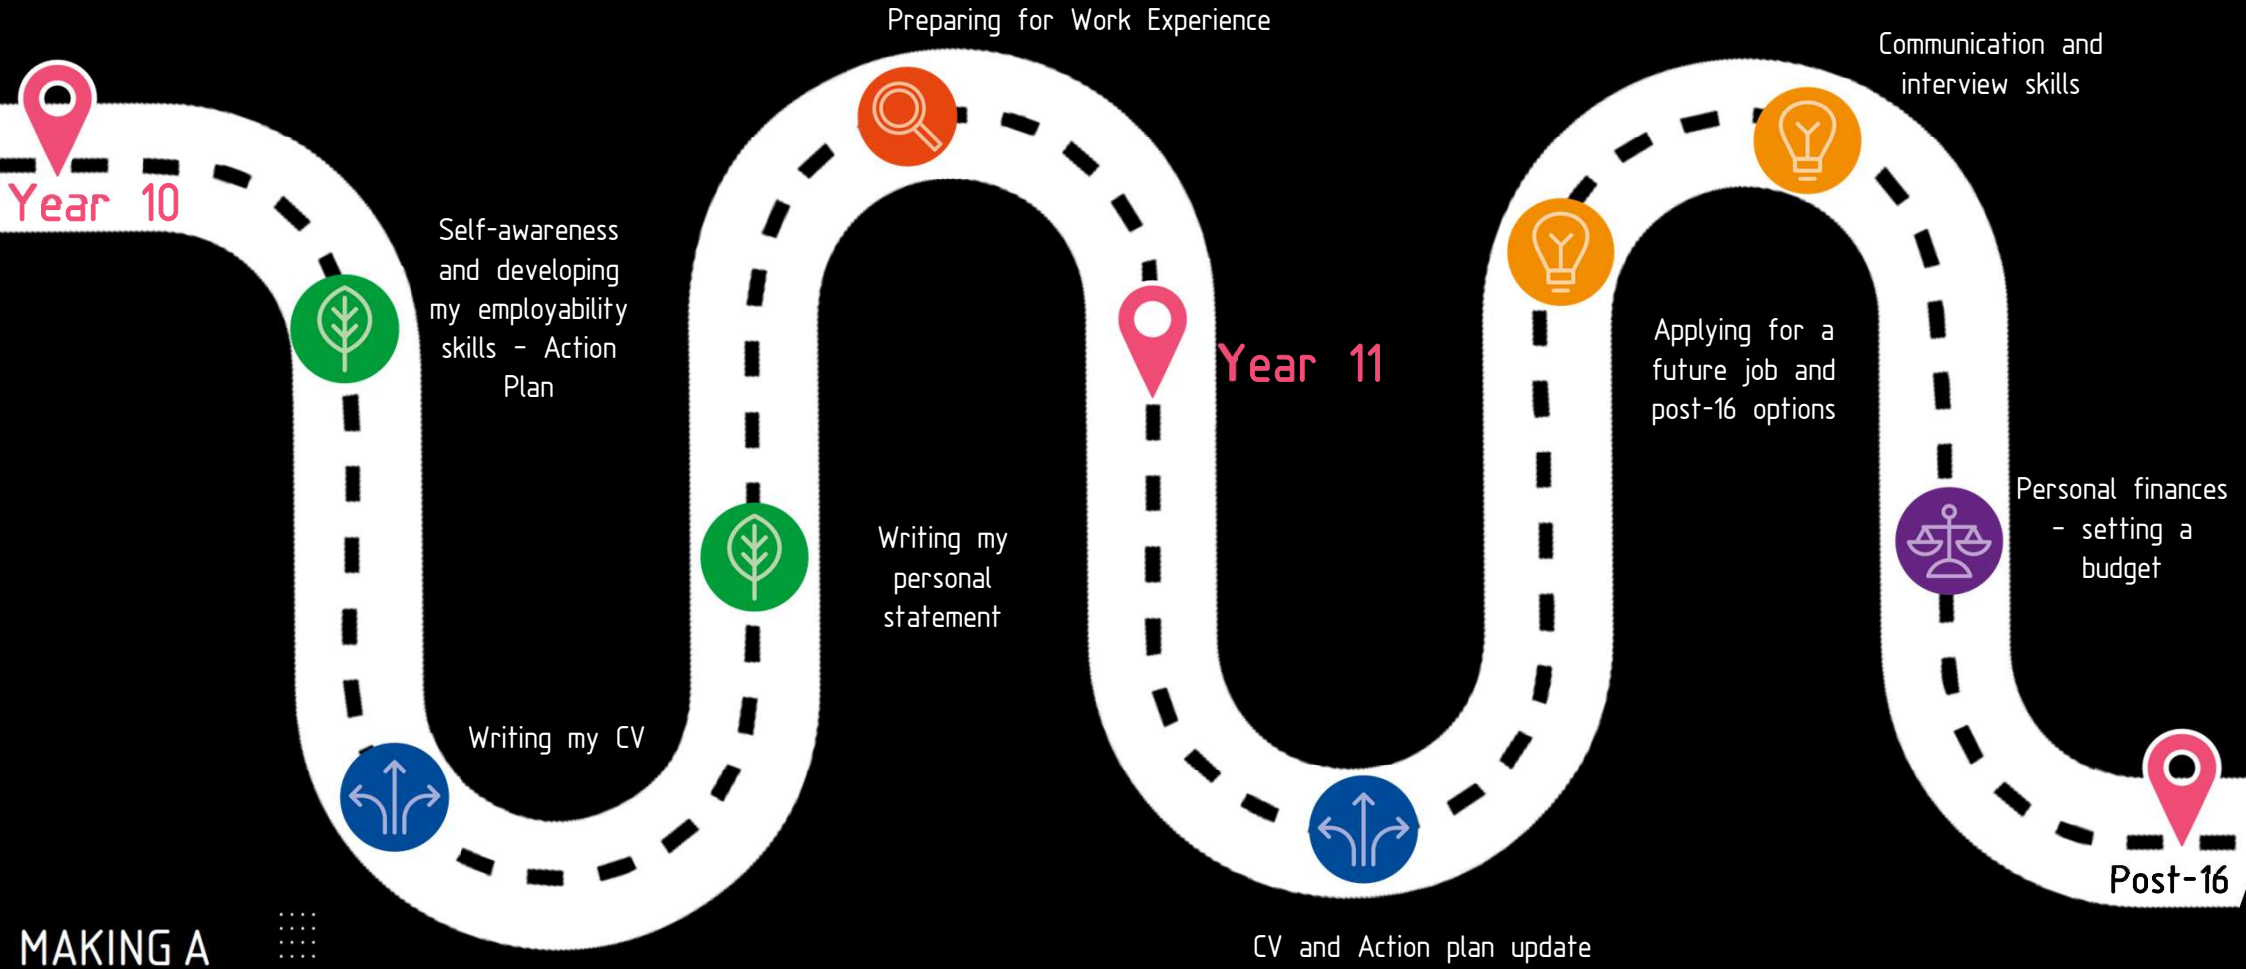 Preparing for Work Experience
Communication and
interview skills
Year 10
Self-awareness
and developing
my employability
skills - Action
Plan
Year 11
Applying for a
future job and
post-16 options
Personal finances
- setting a
budget
Writing my
personal
statement
Writing my CV
Post-16
CV and Action plan update
MAKING A